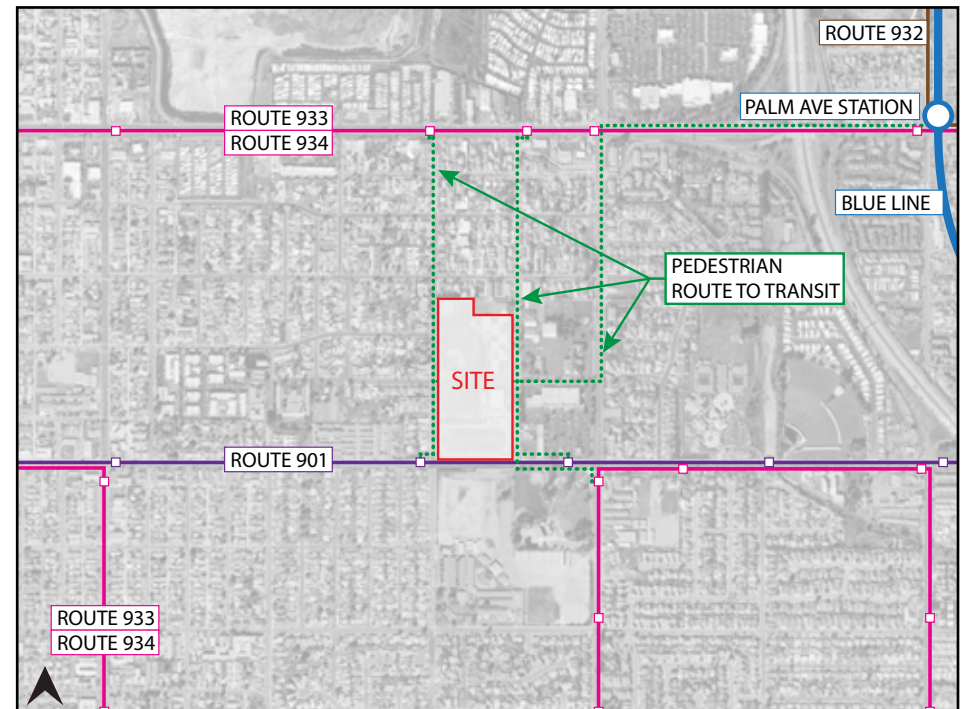 ROUTE 932
PALM AVE STATION
ROUTE 933
ROUTE 934
BLUE LINE
PEDESTRIAN
ROUTE TO TRANSIT
SITE
ROUTE 901
ROUTE 933
ROUTE 934